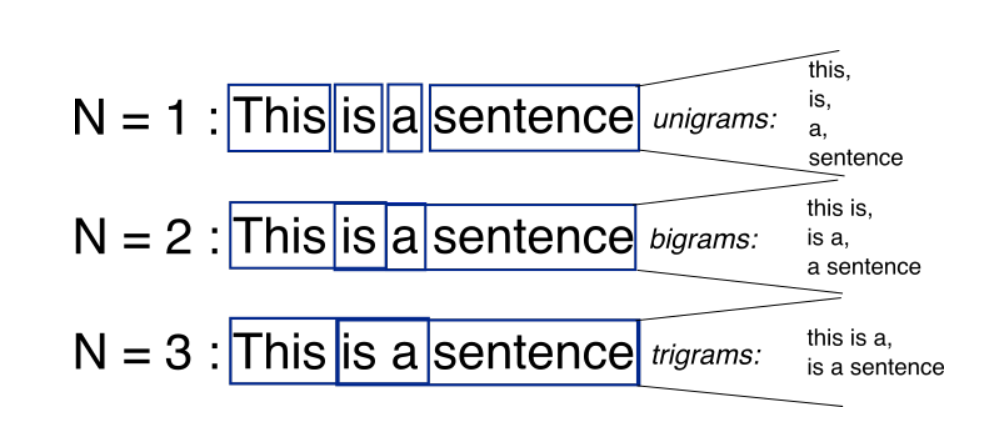 N = 1 : This is a sentence unigrams:
this,
is,
a,
sentence
N = 2 : This is a sentence bigrams:
this is,
is a,
a sentence
N = 3 : This is a sentence trigrams:
this is a,
is a sentence